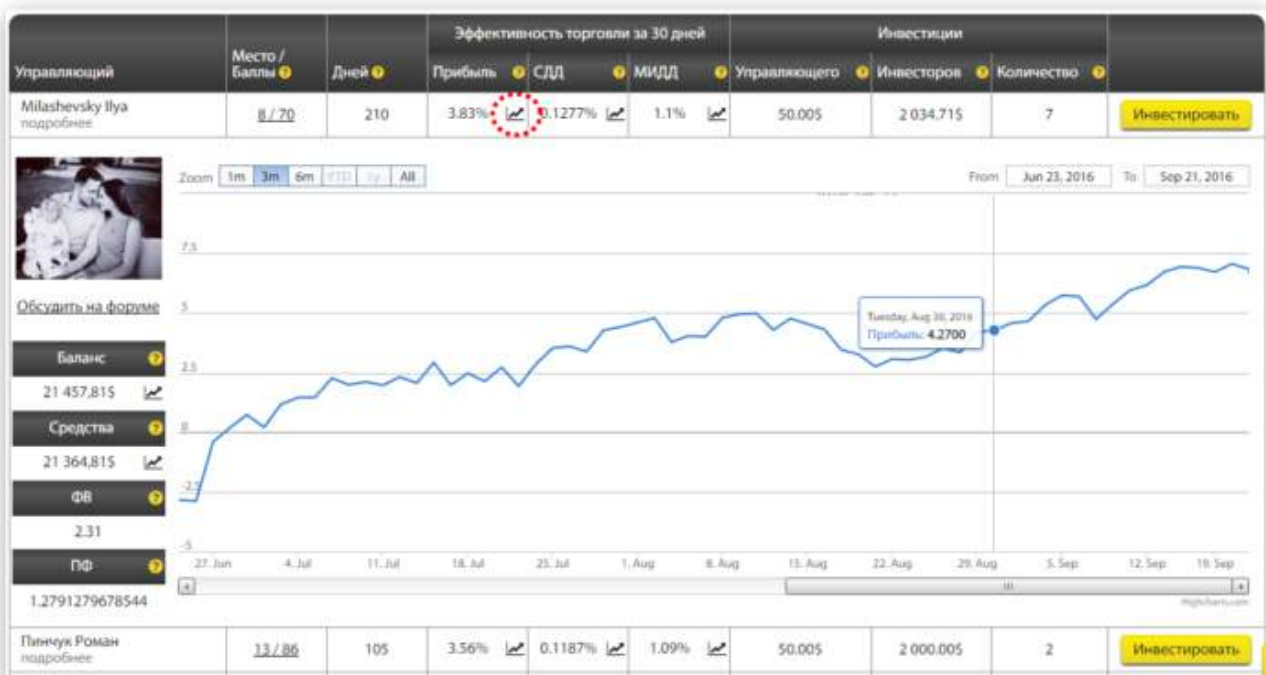 Эффективность торговли за 30 дней Инвестиции
Управляющий Место / Баллы ? Дней ? Прибыль ? СДД ? МИДД ? Управляющего ? Инвесторов ? Количество ?
Milashevsky Ilya 8 / 70 210 3.83% 0.1277% 1.1% 50.00$ 2 034.71$ 7 Инвестировать
подробнее
Zoom 1m 3m 6m YTD 1y All From Jun 23, 2016 To Sep 21, 2016
7.5
Обсудить на форуме
5
Tuesday, Aug 30, 2016
Прибыль: 4.2700
Баланс ?
2.5
21 457,81$
Средства ?
0
21 364,81$
-2.5
ФВ ?
2.31
-5
ПФ ?
27. Jun 4. Jul 11. Jul 18. Jul 25. Jul 1. Aug 8. Aug 15. Aug 22. Aug 29. Aug 5. Sep 12. Sep 19. Sep
1.2791279678544
Highcharts.com
Пинчук Роман 13 / 86 105 3.56% 0.1187% 1.09% 50.00$ 2 000.00$ 2 Инвестировать
подробнее